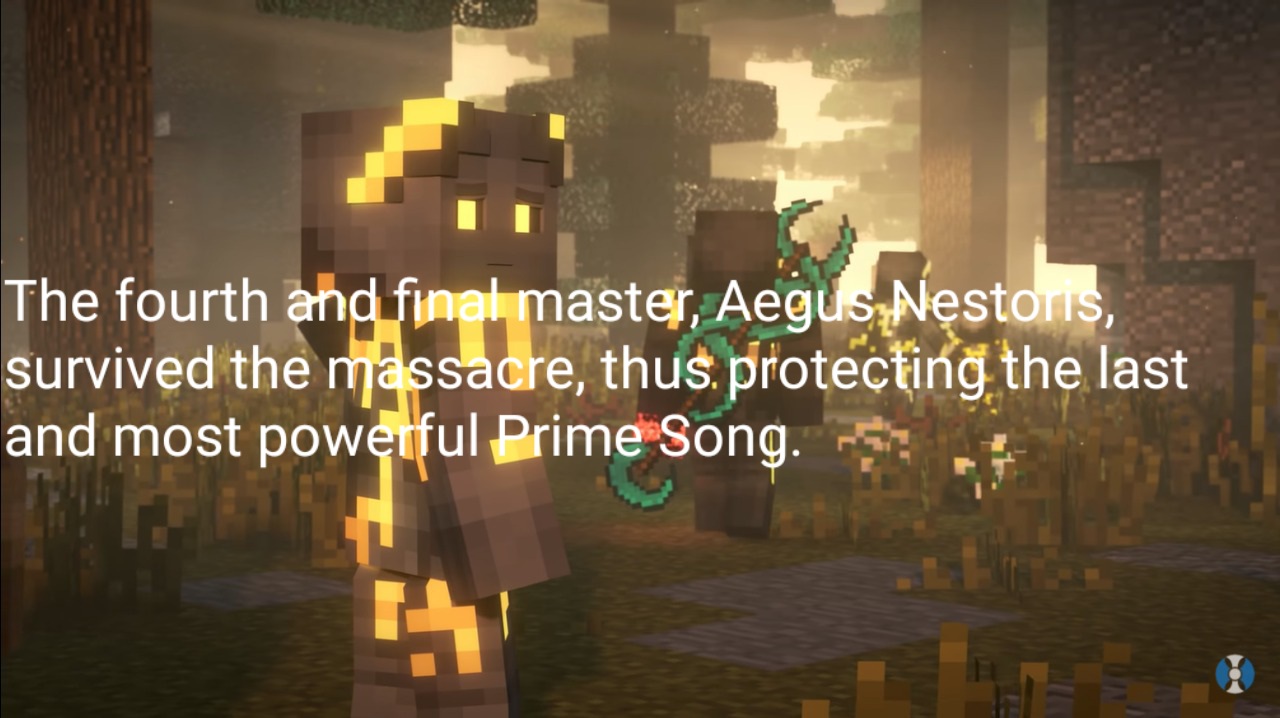 The fourth and final master, Aegus Nestoris,
survived the massacre, thus protecting the last
and most powerful Prime Song.